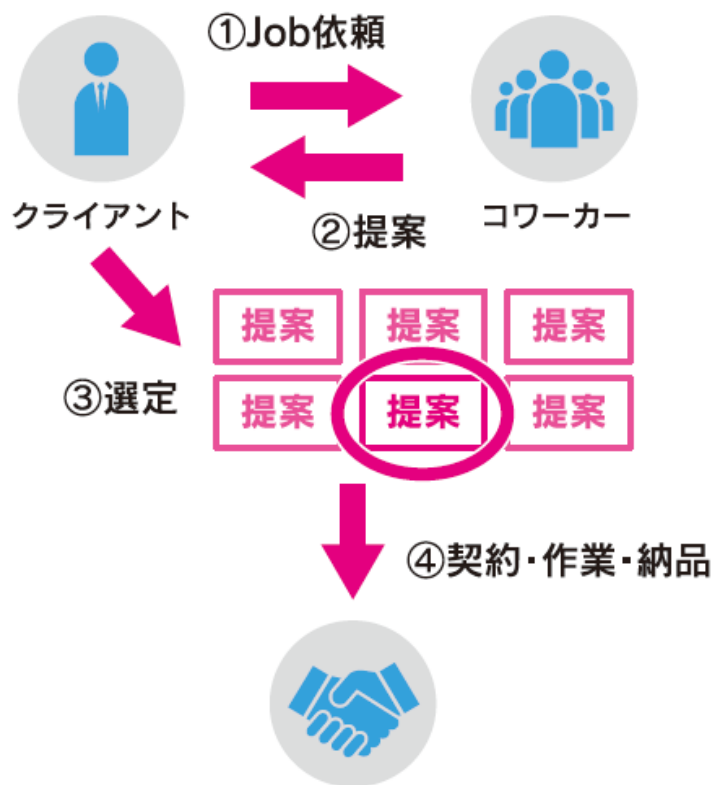 ①Job依頼
クライアント
コワーカー
②提案
提案 提案 提案
③選定
提案 提案 提案
④契約・作業・納品